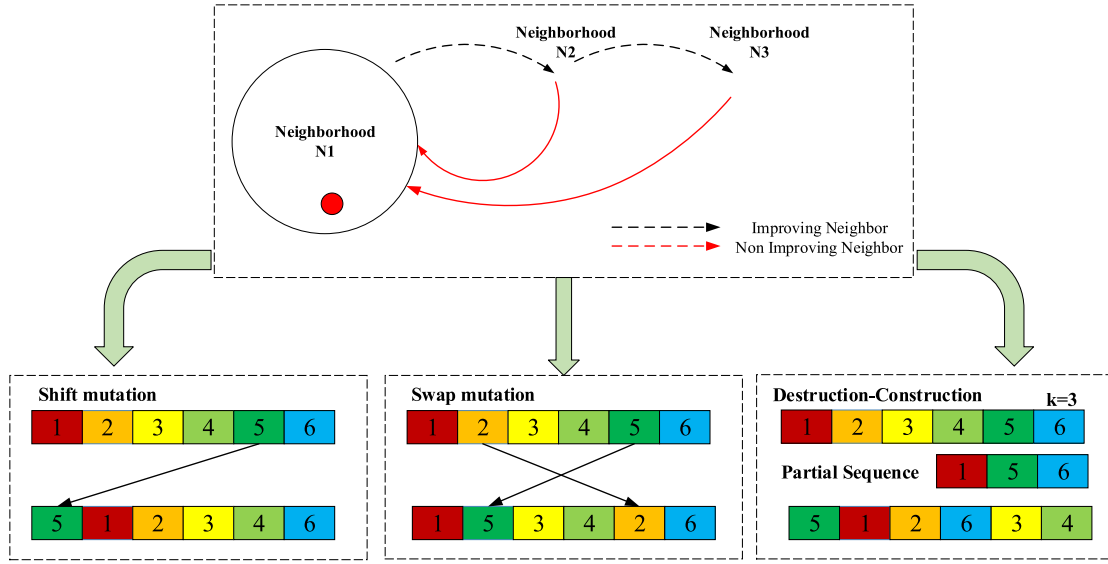 Neighborhood
N2
Neighborhood
N3
Neighborhood
N1
Improving Neighbor
Non Improving Neighbor
Shift mutation
1 2 3 4 5 6
5 1 2 3 4 6
Swap mutation
1 2 3 4 5 6
1 5 3 4 2 6
Destruction-Construction k=3
1 2 3 4 5 6
Partial Sequence 1 5 6
5 1 2 6 3 4